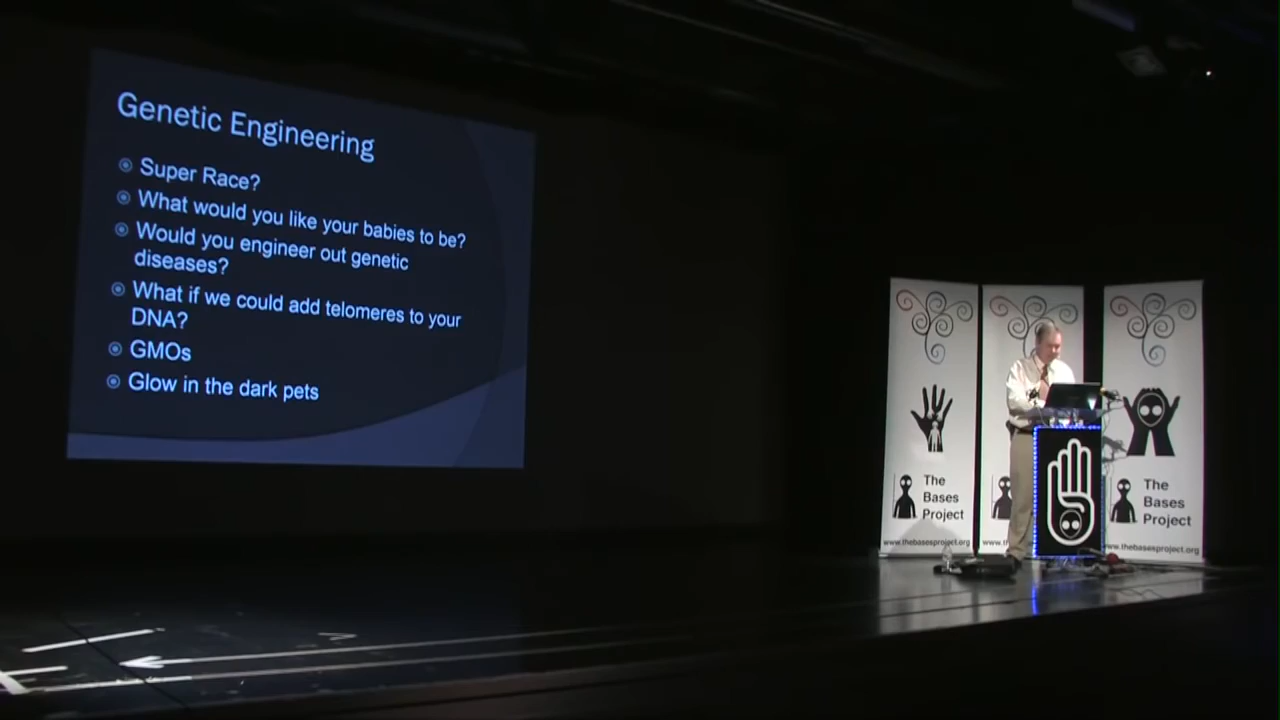 Genetic Engineering
Super Race?
What would you like your babies to be?
Would you engineer out genetic
diseases?
What if we could add telomeres to your
DNA?
GMOs
Glow in the dark pets
The
Bases
Project
www.thebasesproject.org
www.th
The
Bases
Project
www.thebasesproject.org